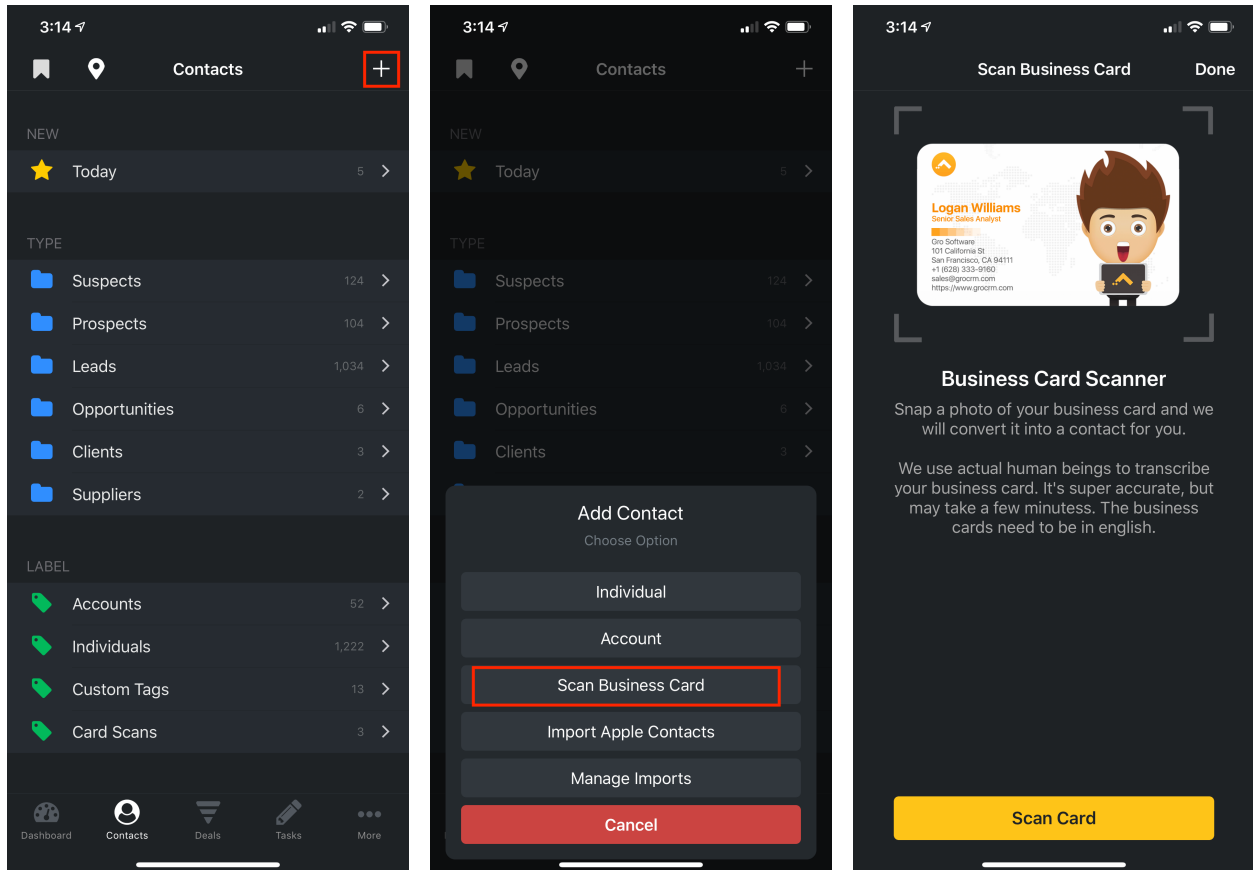 3:14
Contacts
NEW
Today 5
TYPE
Suspects 124
Prospects 104
Leads 1,034
Opportunities 6
Clients 3
Suppliers 2
LABEL
Accounts 52
Individuals 1,222
Custom Tags 13
Card Scans 3
Dashboard Contacts Deals Tasks More
3:14
Contacts
NEW
Today 5
TYPE
Suspects 124
Prospects 104
Leads 1,034
Opportunities 6
Clients 3
Add Contact
Choose Option
Individual
Account
Scan Business Card
Import Apple Contacts
Manage Imports
Cancel
3:14
Scan Business Card Done
Logan Williams
Senior Sales Analyst
Gro Software
101 California St
San Francisco, CA 94111
+1 (628) 333-9160
sales@grocrm.com
https://www.grocrm.com
Business Card Scanner
Snap a photo of your business card and we
will convert it into a contact for you.
We use actual human beings to transcribe
your business card. It's super accurate, but
may take a few minutess. The business
cards need to be in english.
Scan Card